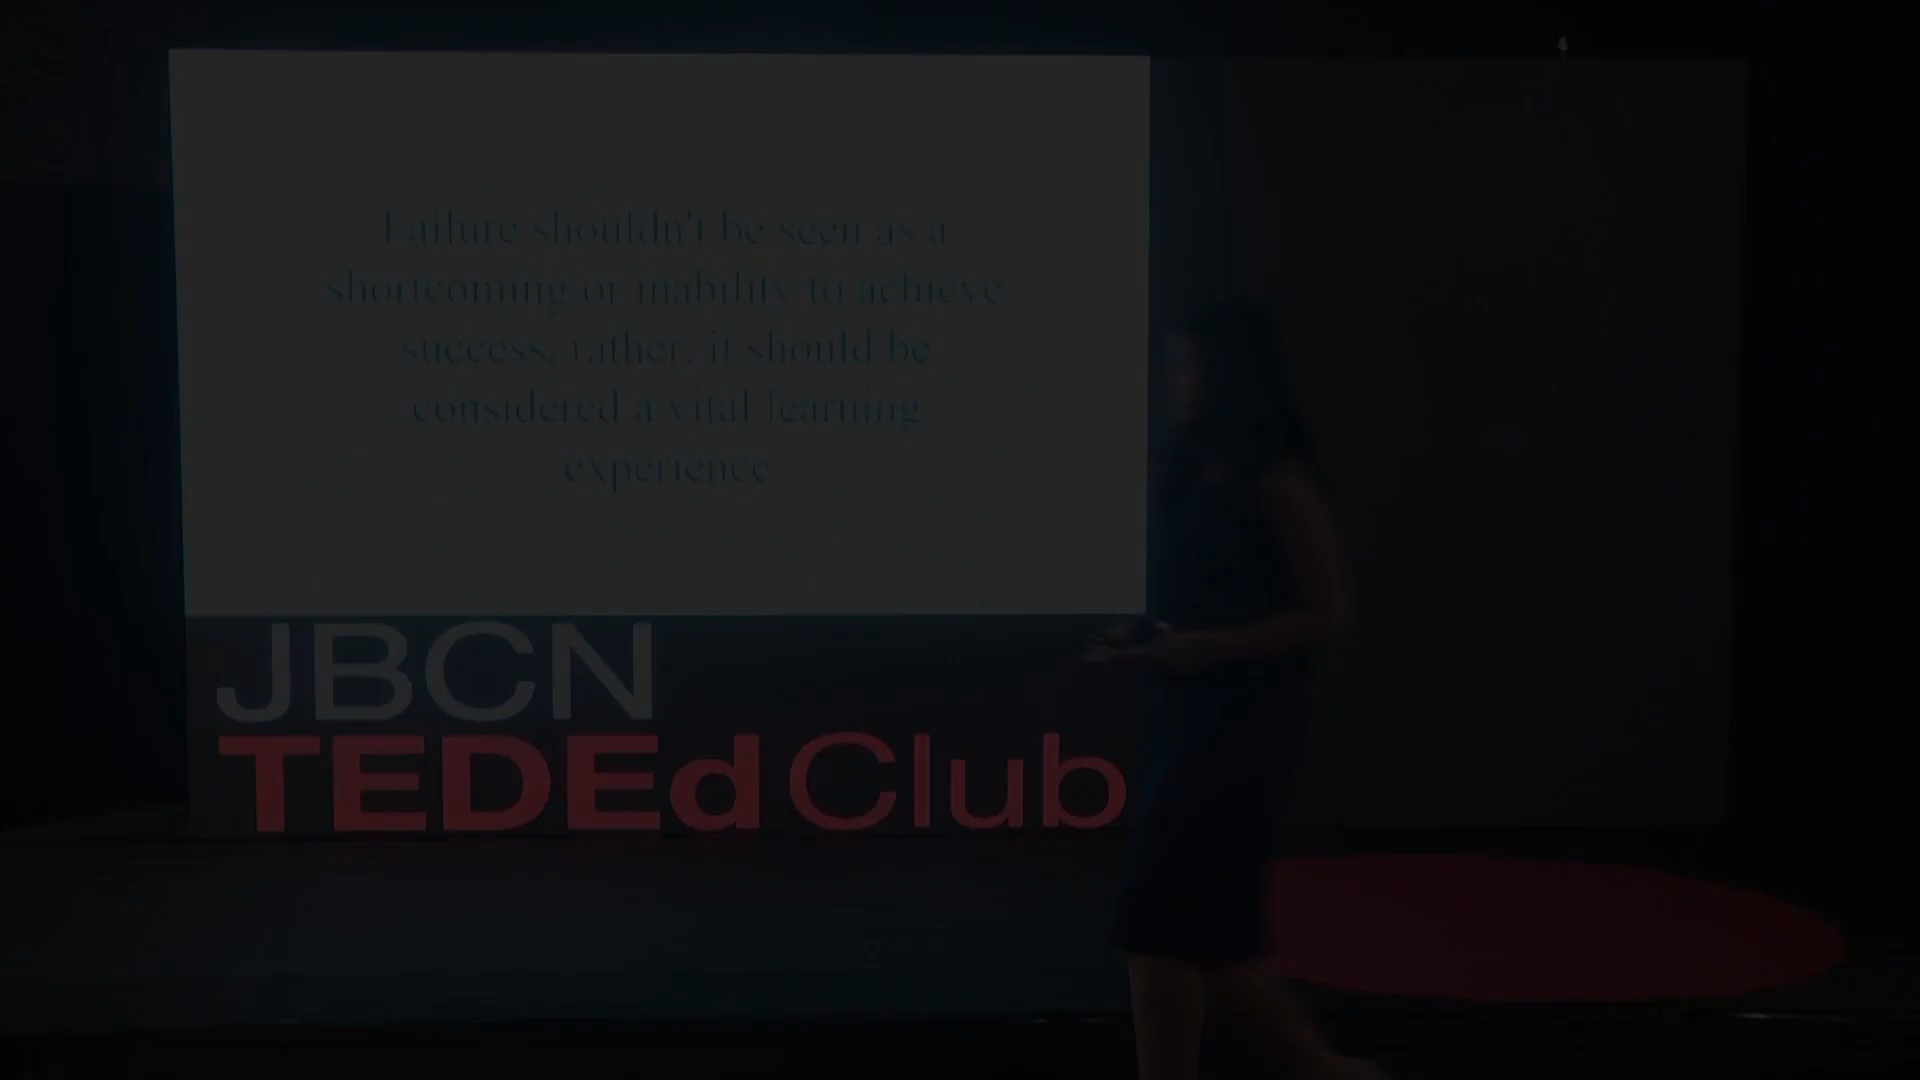 Failure shouldn't be seen as a
shortcoming or inability to achieve
success, rather, it should be
considered a vital learning
experience
JBCN
TEDEd Club